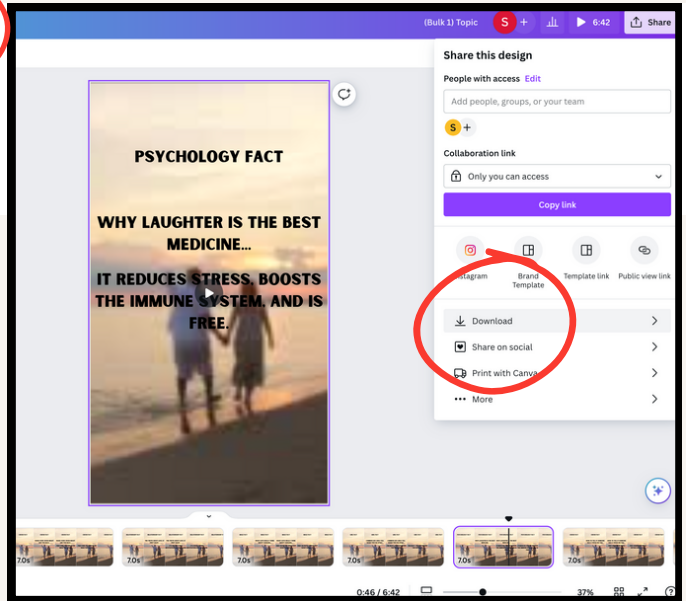 (Bulk 1) Topic
S
+
6:42
Share
Share this design
People with access Edit
Add people, groups, or your team
S +
Collaboration link
Only you can access
Copy link
Instagram
Brand Template
Template link
Public view link
Download
Share on social
Print with Canva
More
PSYCHOLOGY FACT
WHY LAUGHTER IS THE BEST
MEDICINE...
IT REDUCES STRESS, BOOSTS
THE IMMUNE SYSTEM, AND IS
FREE.
7.0s
7.0s
7.0s
7.0s
7.0s
0:46 / 6:42
37%
?